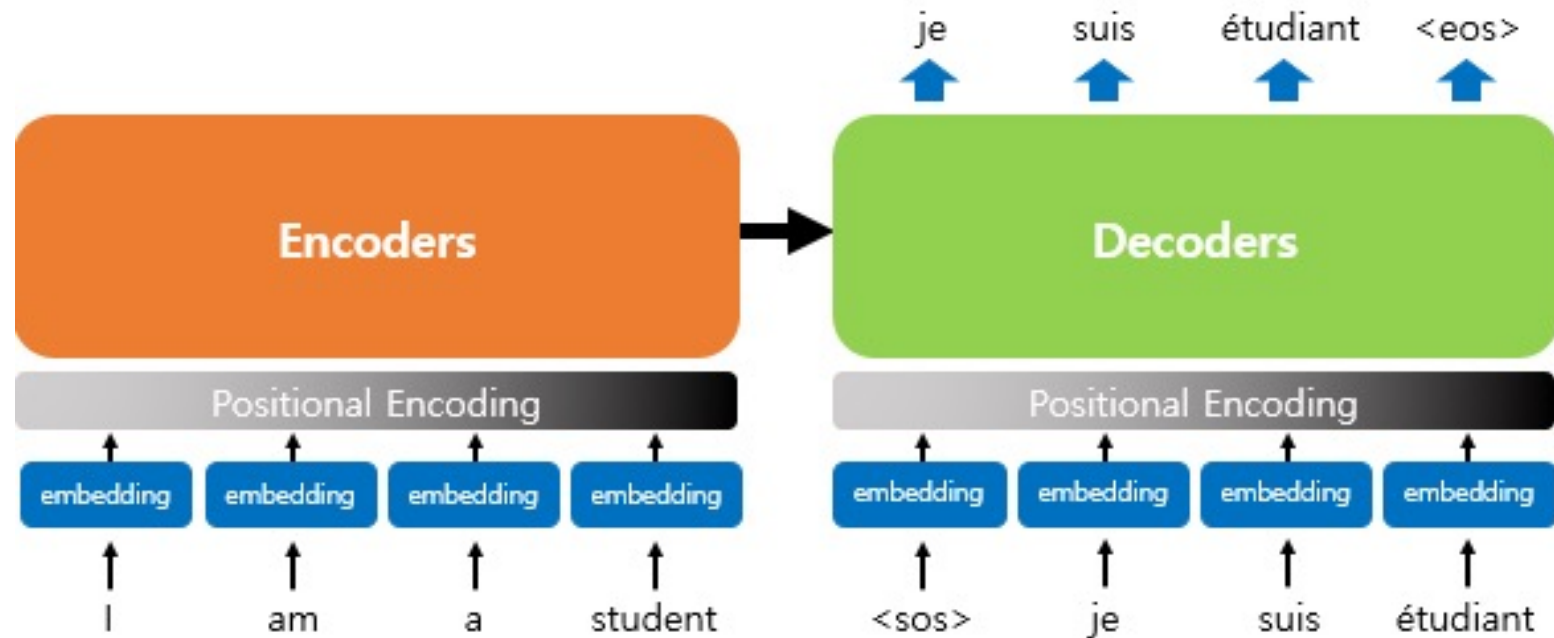 je suis étudiant <eos>
Encoders
Decoders
Positional Encoding
Positional Encoding
embedding embedding embedding embedding
embedding embedding embedding embedding
I am a student
<sos> je suis étudiant